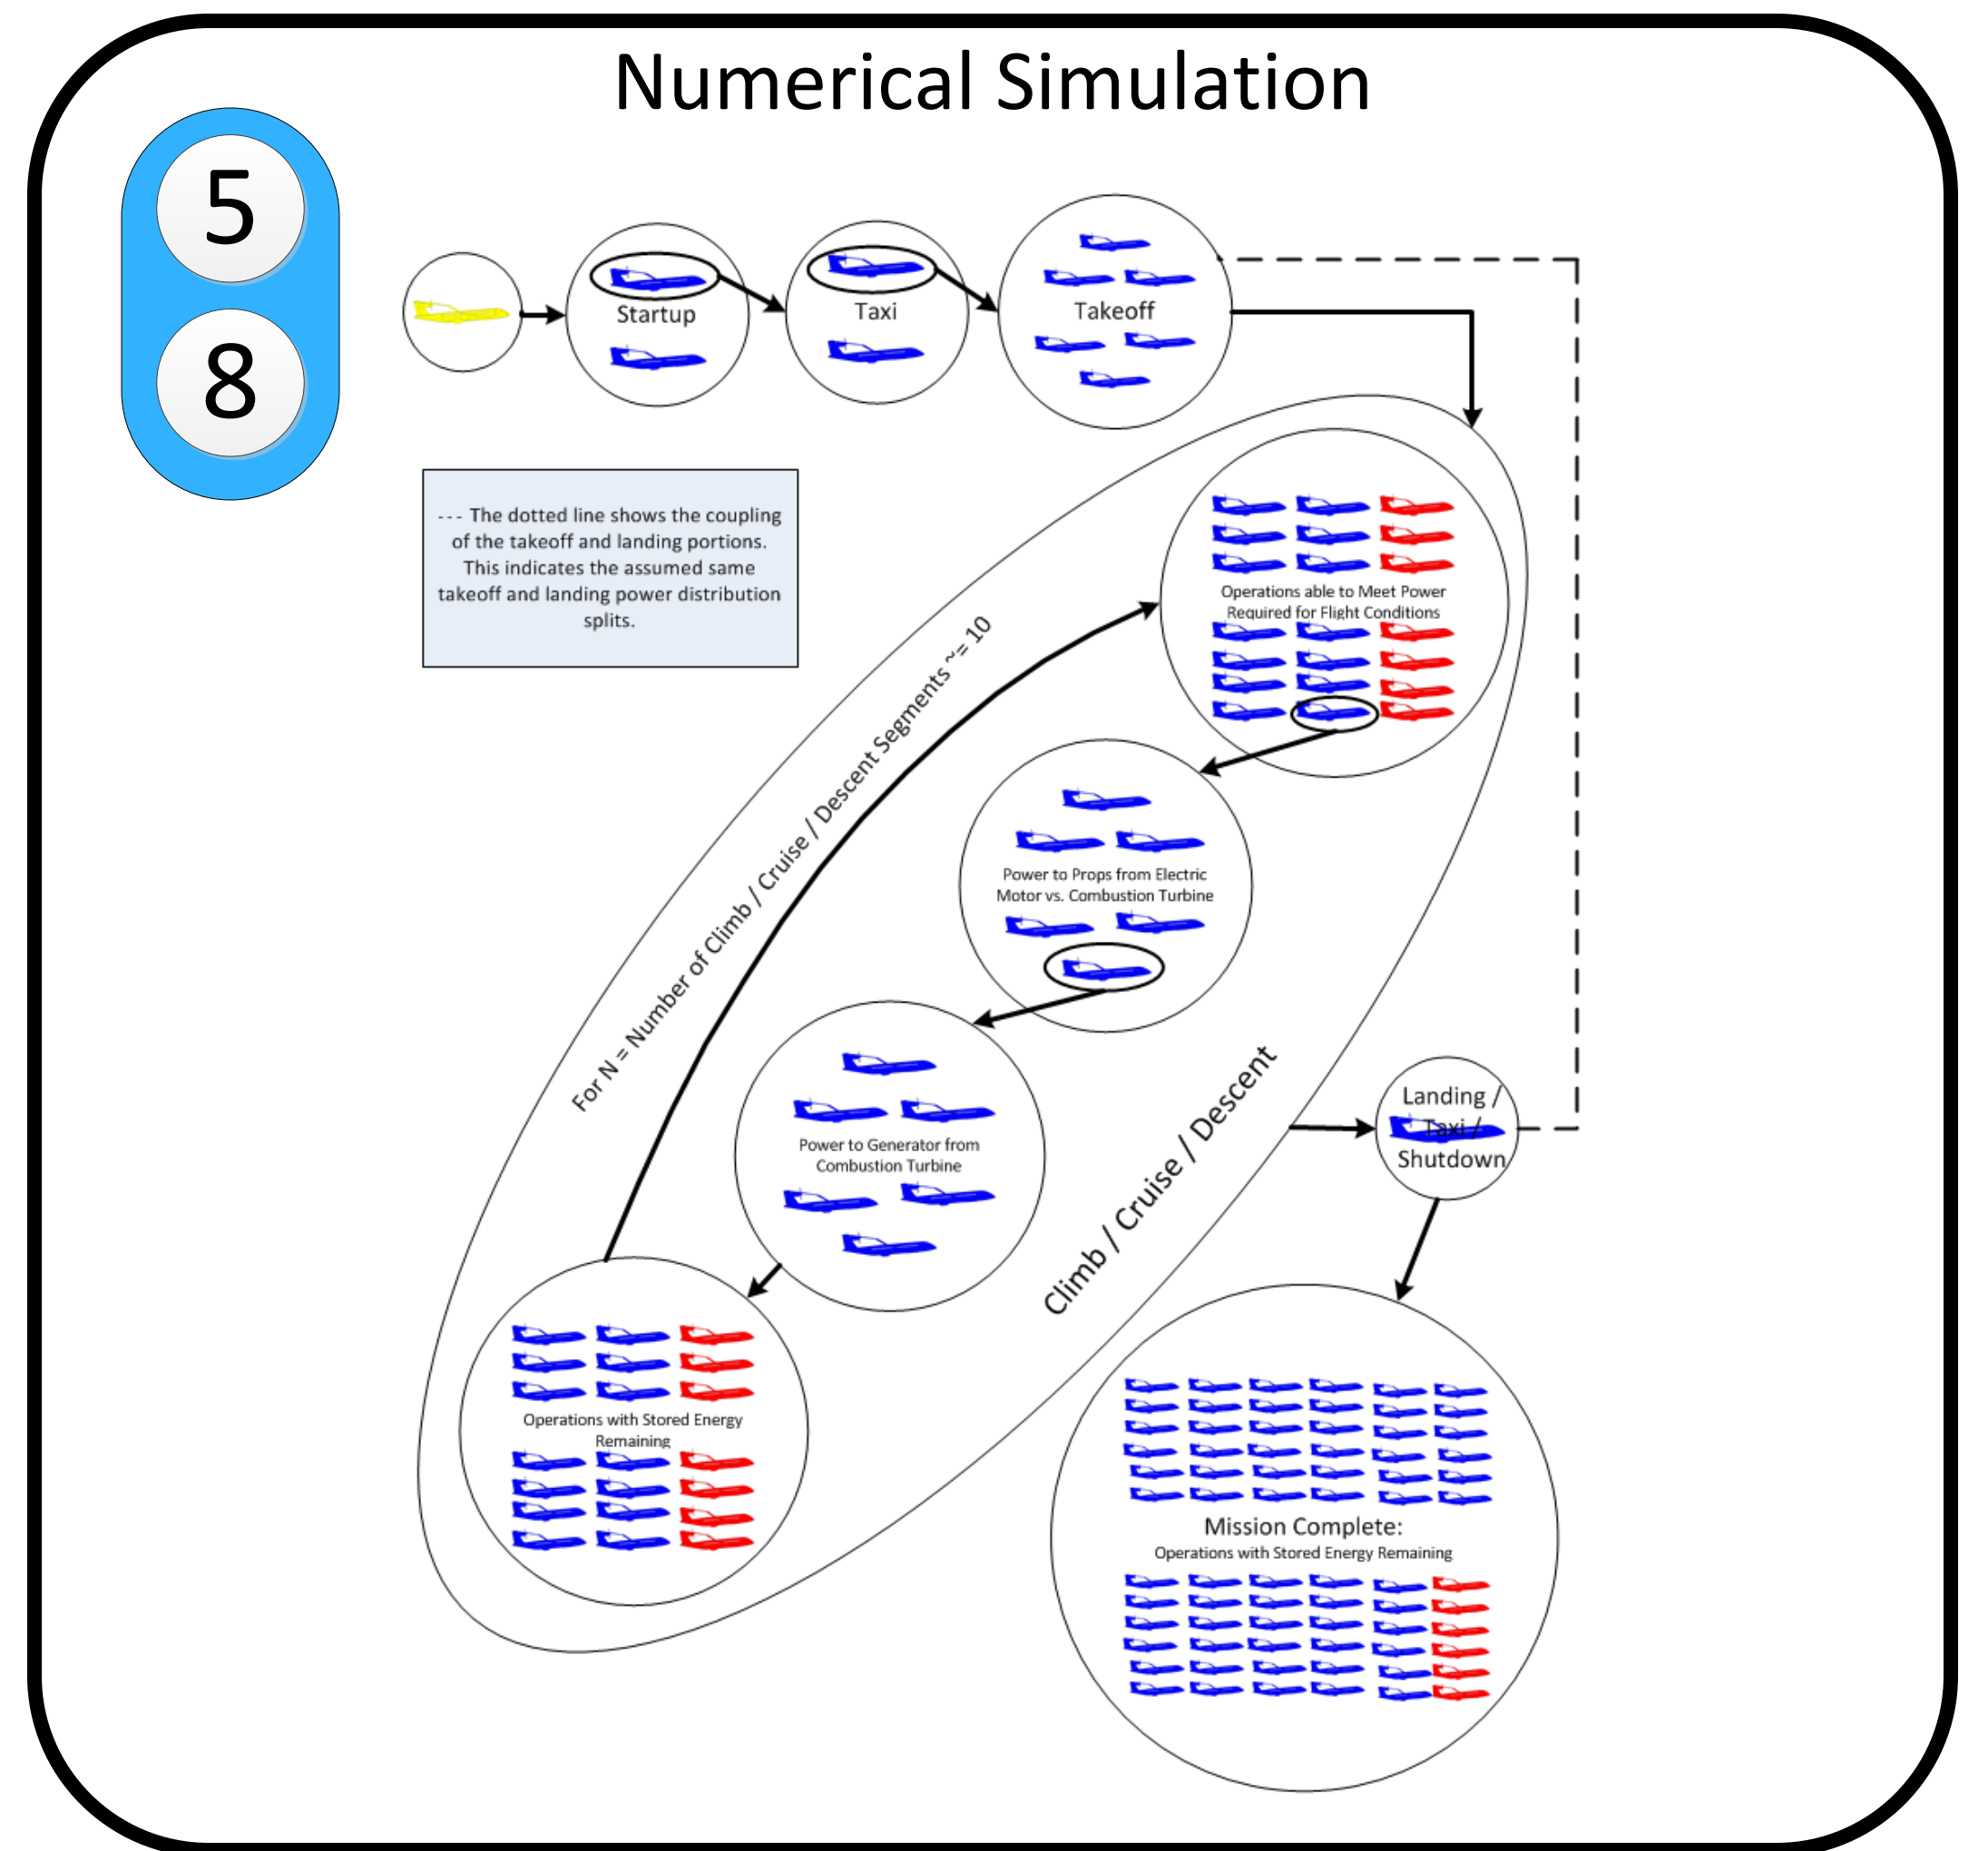 Numerical Simulation
5
8
Startup
Taxi
Takeoff
--- The dotted line shows the coupling
of the takeoff and landing portions.
This indicates the assumed same
takeoff and landing power distribution
splits.
Operations able to Meet Power
Required for Flight Conditions
For N = Number of Climb / Cruise / Descent Segments ~= 10
Power to Props from Electric
Motor vs. Combustion Turbine
Power to Generator from
Combustion Turbine
Climb / Cruise / Descent
Landing /
Taxi /
Shutdown
Operations with Stored Energy
Remaining
Mission Complete:
Operations with Stored Energy Remaining